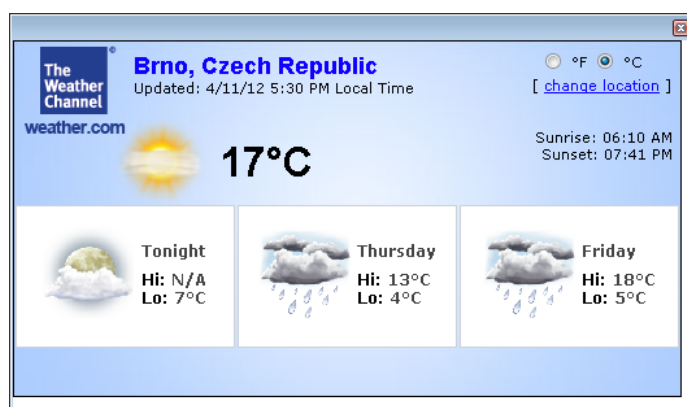 The
Weather
Channel
weather.com
Brno, Czech Republic
Updated: 4/11/12 5:30 PM Local Time
°F °C
[ change location ]
17°C
Sunrise: 06:10 AM
Sunset: 07:41 PM
Tonight
Hi: N/A
Lo: 7°C
Thursday
Hi: 13°C
Lo: 4°C
Friday
Hi: 18°C
Lo: 5°C